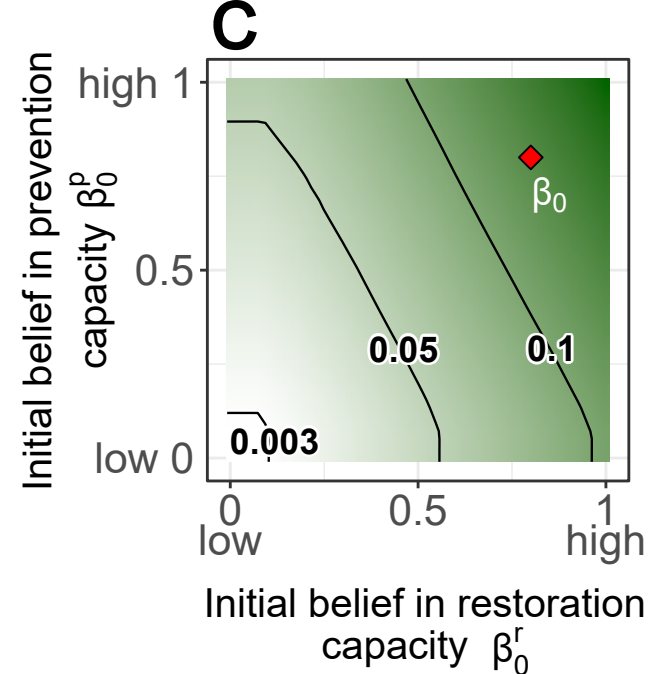 C
Initial belief in prevention
capacity β₀ᵖ
high 1
0.5
low 0
β₀
0.05
0.1
0.003
0 0.5 1
low high
Initial belief in restoration
capacity β₀ʳ